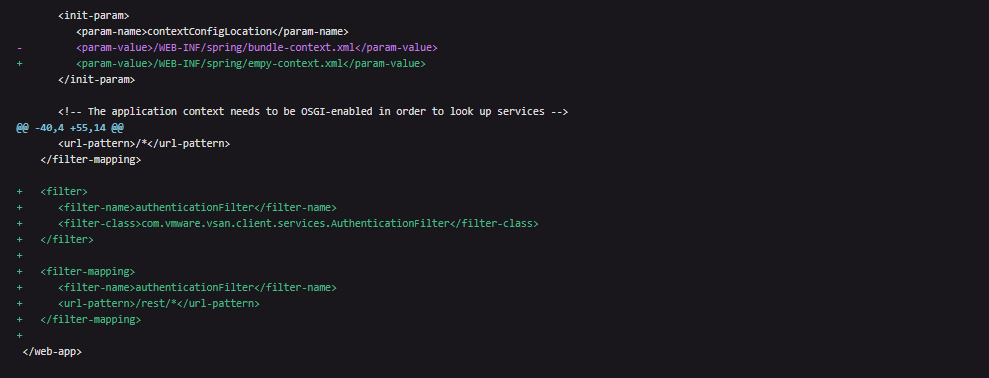 <init-param>
<param-name>contextConfigLocation</param-name>
- <param-value>/WEB-INF/spring/bundle-context.xml</param-value>
+ <param-value>/WEB-INF/spring/empy-context.xml</param-value>
</init-param>
<!-- The application context needs to be OSGI-enabled in order to look up services -->
@@ -40,4 +55,14 @@
<url-pattern>/*</url-pattern>
</filter-mapping>
+ <filter>
+ <filter-name>authenticationFilter</filter-name>
+ <filter-class>com.vmware.vsan.client.services.AuthenticationFilter</filter-class>
+ </filter>
+
+ <filter-mapping>
+ <filter-name>authenticationFilter</filter-name>
+ <url-pattern>/rest/*</url-pattern>
+ </filter-mapping>
+
</web-app>